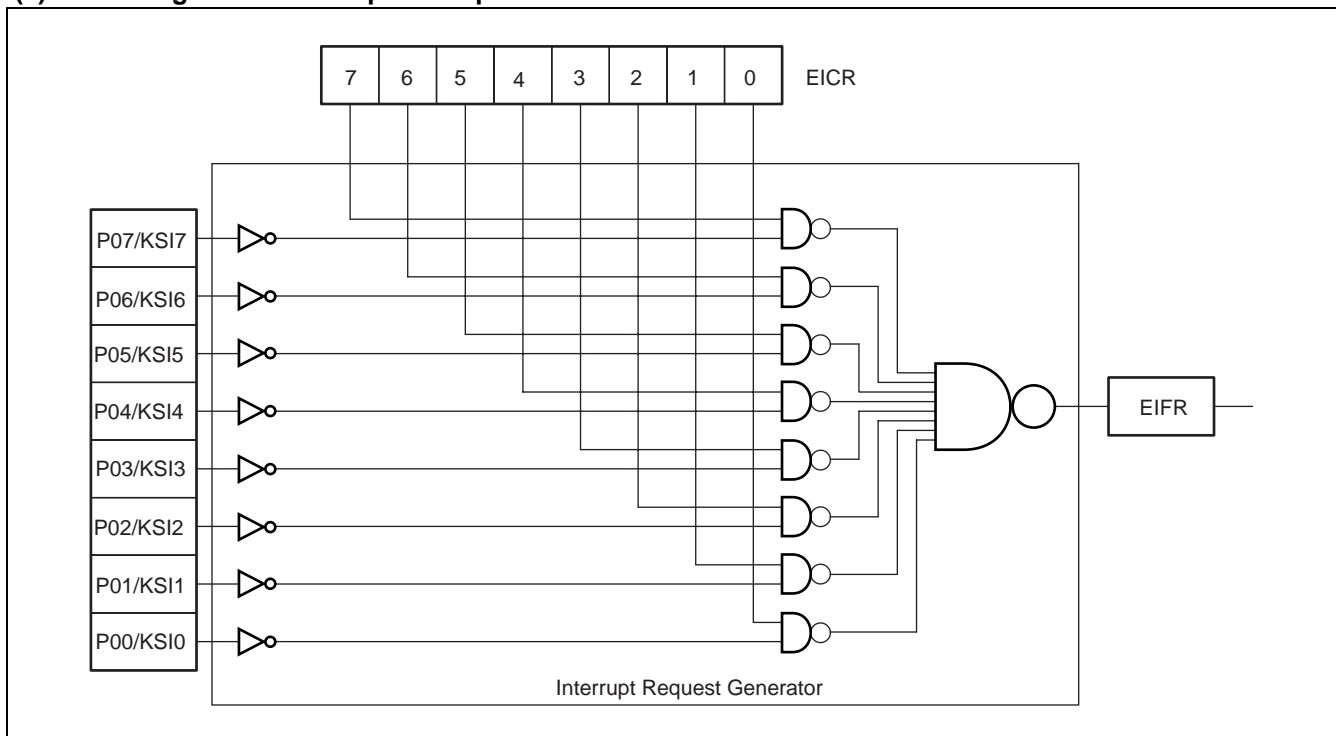 7 6 5 4 3 2 1 0 EICR
P07/KSI7
P06/KSI6
P05/KSI5
P04/KSI4
P03/KSI3
P02/KSI2
P01/KSI1
P00/KSI0
EIFR
Interrupt Request Generator